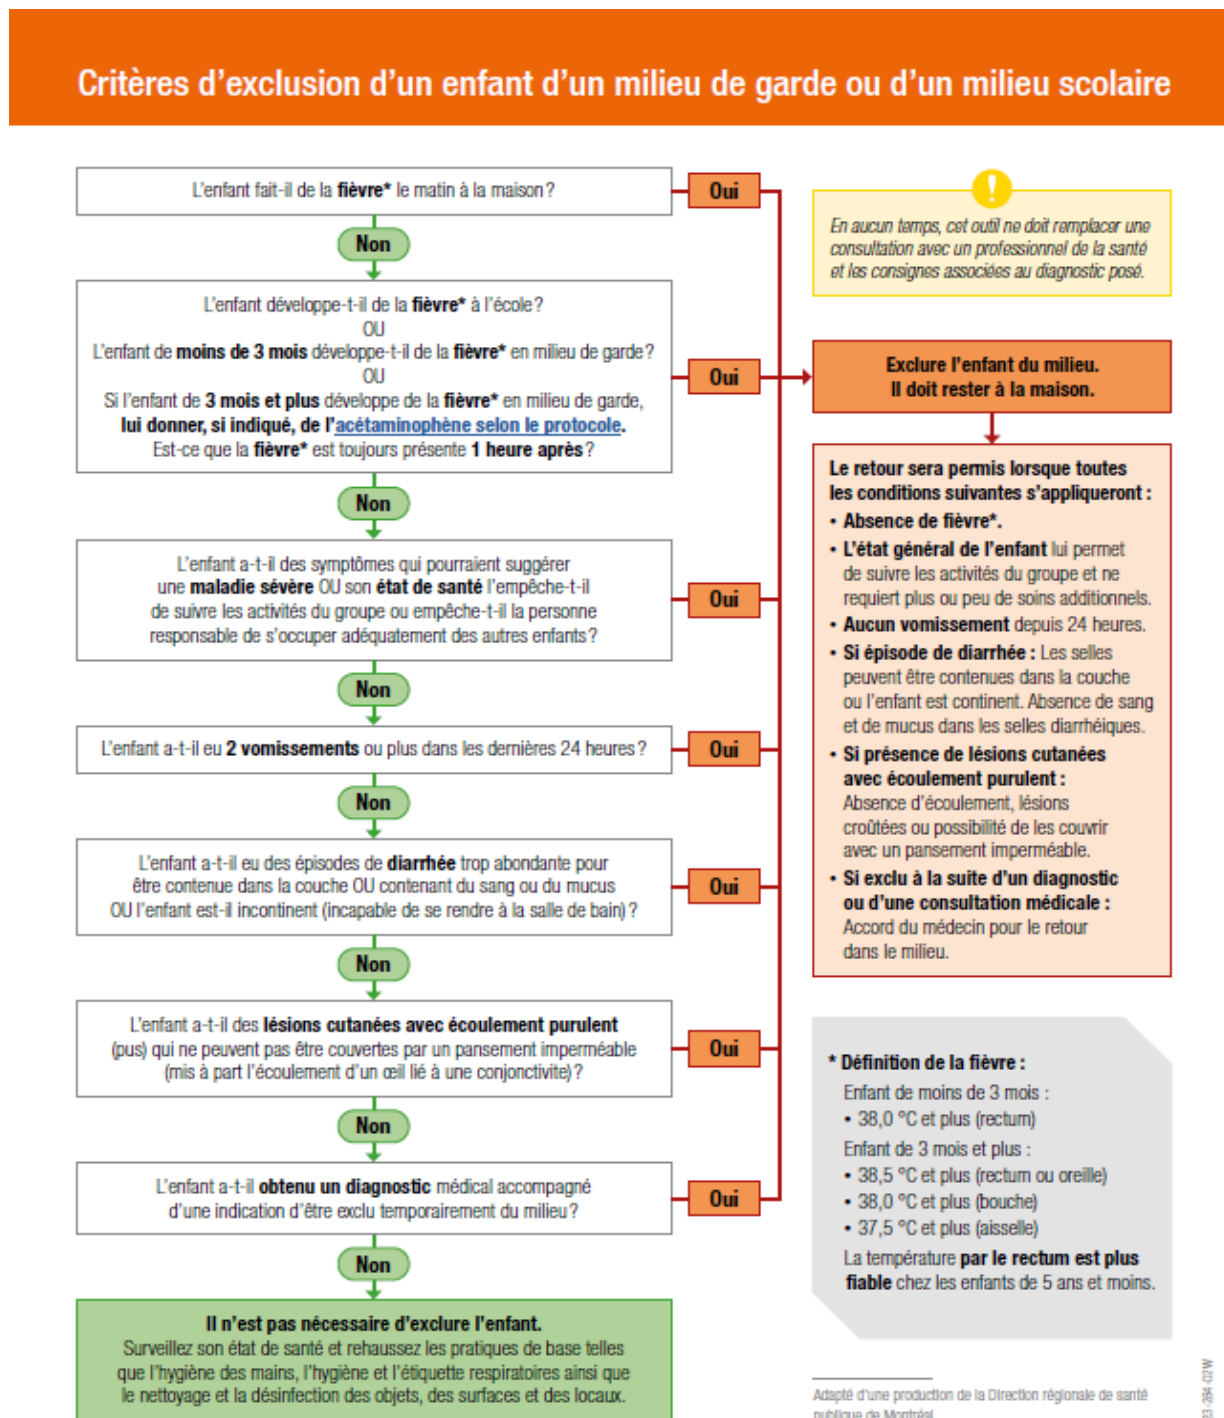 Critères d'exclusion d'un enfant d'un milieu de garde ou d'un milieu scolaire
L'enfant fait-il de la fièvre* le matin à la maison ?
Oui
Non
L'enfant développe-t-il de la fièvre* à l'école ?
OU
L'enfant de moins de 3 mois développe-t-il de la fièvre* en milieu de garde ?
OU
Si l'enfant de 3 mois et plus développe de la fièvre* en milieu de garde,
lui donner, si indiqué, de l'acétaminophène selon le protocole.
Est-ce que la fièvre* est toujours présente 1 heure après ?
Oui
Non
L'enfant a-t-il des symptômes qui pourraient suggérer
une maladie sévère OU son état de santé l'empêche-t-il
de suivre les activités du groupe ou empêche-t-il la personne
responsable de s'occuper adéquatement des autres enfants ?
Oui
Non
L'enfant a-t-il eu 2 vomissements ou plus dans les dernières 24 heures ?
Oui
Non
L'enfant a-t-il eu des épisodes de diarrhée trop abondante pour
être contenue dans la couche OU contenant du sang ou du mucus
OU l'enfant est-il incontinent (incapable de se rendre à la salle de bain) ?
Oui
Non
L'enfant a-t-il des lésions cutanées avec écoulement purulent
(pus) qui ne peuvent pas être couvertes par un pansement imperméable
(mis à part l'écoulement d'un œil lié à une conjonctivite) ?
Oui
Non
L'enfant a-t-il obtenu un diagnostic médical accompagné
d'une indication d'être exclu temporairement du milieu ?
Oui
Non
Il n'est pas nécessaire d'exclure l'enfant.
Surveillez son état de santé et rehaussez les pratiques de base telles
que l'hygiène des mains, l'hygiène et l'étiquette respiratoires ainsi que
le nettoyage et la désinfection des objets, des surfaces et des locaux.
!
En aucun temps, cet outil ne doit remplacer une
consultation avec un professionnel de la santé
et les consignes associées au diagnostic posé.
Exclure l'enfant du milieu.
Il doit rester à la maison.
Le retour sera permis lorsque toutes
les conditions suivantes s'appliqueront :
• Absence de fièvre*.
• L'état général de l'enfant lui permet
de suivre les activités du groupe et ne
requiert plus ou peu de soins additionnels.
• Aucun vomissement depuis 24 heures.
• Si épisode de diarrhée : Les selles
peuvent être contenues dans la couche
ou l'enfant est continent. Absence de sang
et de mucus dans les selles diarrhéiques.
• Si présence de lésions cutanées
avec écoulement purulent :
Absence d'écoulement, lésions
croûtées ou possibilité de les couvrir
avec un pansement imperméable.
• Si exclu à la suite d'un diagnostic
ou d'une consultation médicale :
Accord du médecin pour le retour
dans le milieu.
* Définition de la fièvre :
Enfant de moins de 3 mois :
• 38,0 °C et plus (rectum)
Enfant de 3 mois et plus :
• 38,5 °C et plus (rectum ou oreille)
• 38,0 °C et plus (bouche)
• 37,5 °C et plus (aisselle)
La température par le rectum est plus
fiable chez les enfants de 5 ans et moins.
Adapté d'une production de la Direction régionale de santé
publique de Montréal